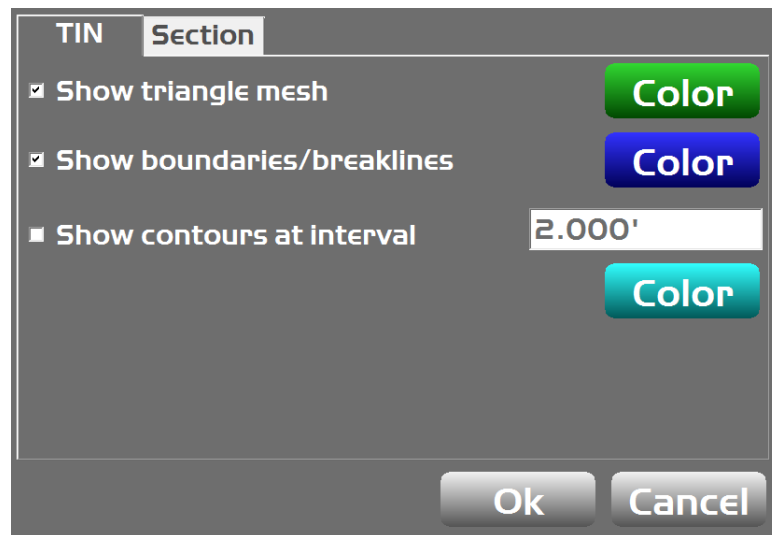 TIN Section
Show triangle mesh Color
Show boundaries/breaklines Color
Show contours at interval 2.000'
Color
Ok Cancel